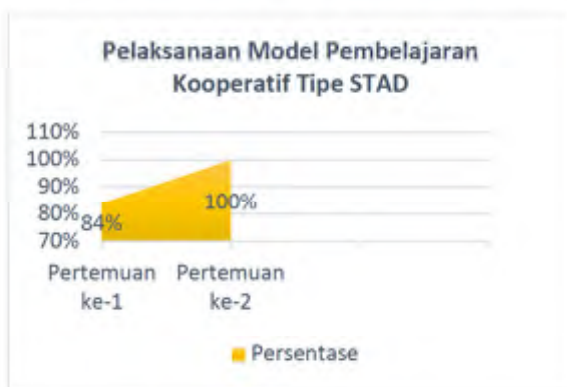 Pelaksanaan Model Pembelajaran
Kooperatif Tipe STAD
110%
100%
90%
80%
70%
84%
100%
Pertemuan
ke-1
Pertemuan
ke-2
Persentase